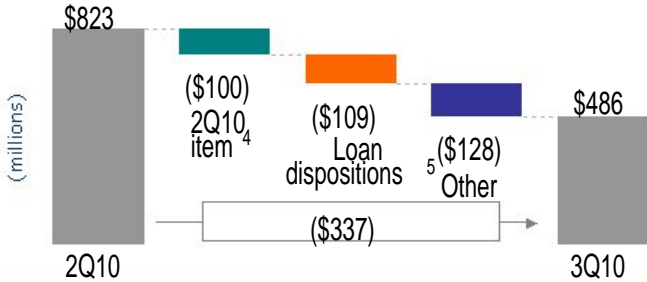 $823
($100)
2Q10
item 4
($109)
Loan
dispositions
$486
5 ($128)
Other
(millions)
($337)
2Q10
3Q10